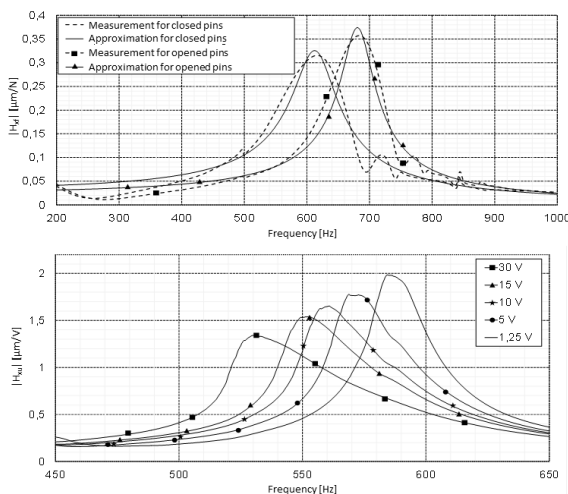 0,4
0,35
0,3
0,25
0,2
0,15
0,1
0,05
0
|Hxf| [µm/N]
Measurement for closed pins
Approximation for closed pins
Measurement for opened pins
Approximation for opened pins
200 300 400 500 600 700 800 900 1000
Frequency [Hz]
2
1,5
1
0,5
0
|Hxu| [µm/V]
30 V
15 V
10 V
5 V
1,25 V
450 500 550 600 650
Frequency [Hz]